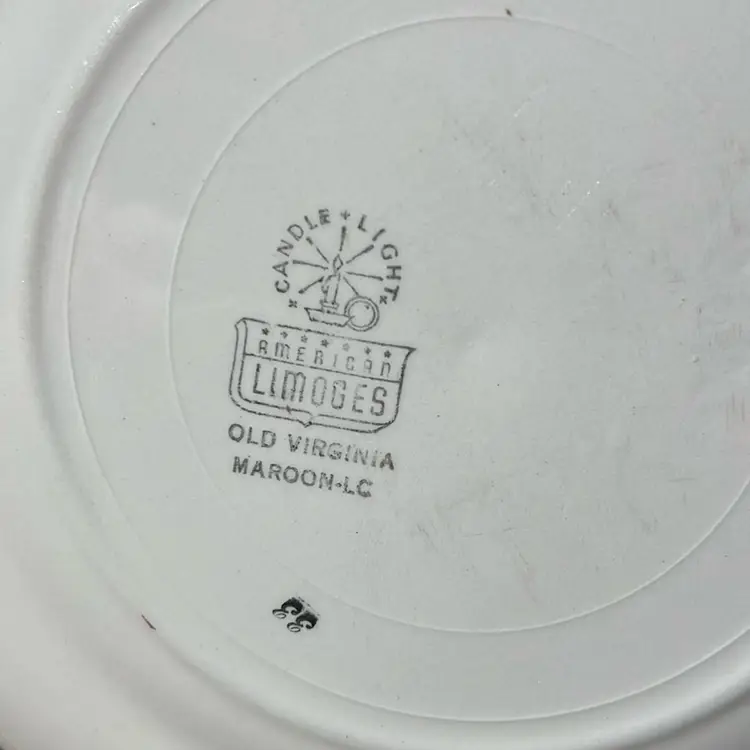 CANDLE LIGHT
AMERICAN
LIMOGES
OLD VIRGINIA
MAROON-LC